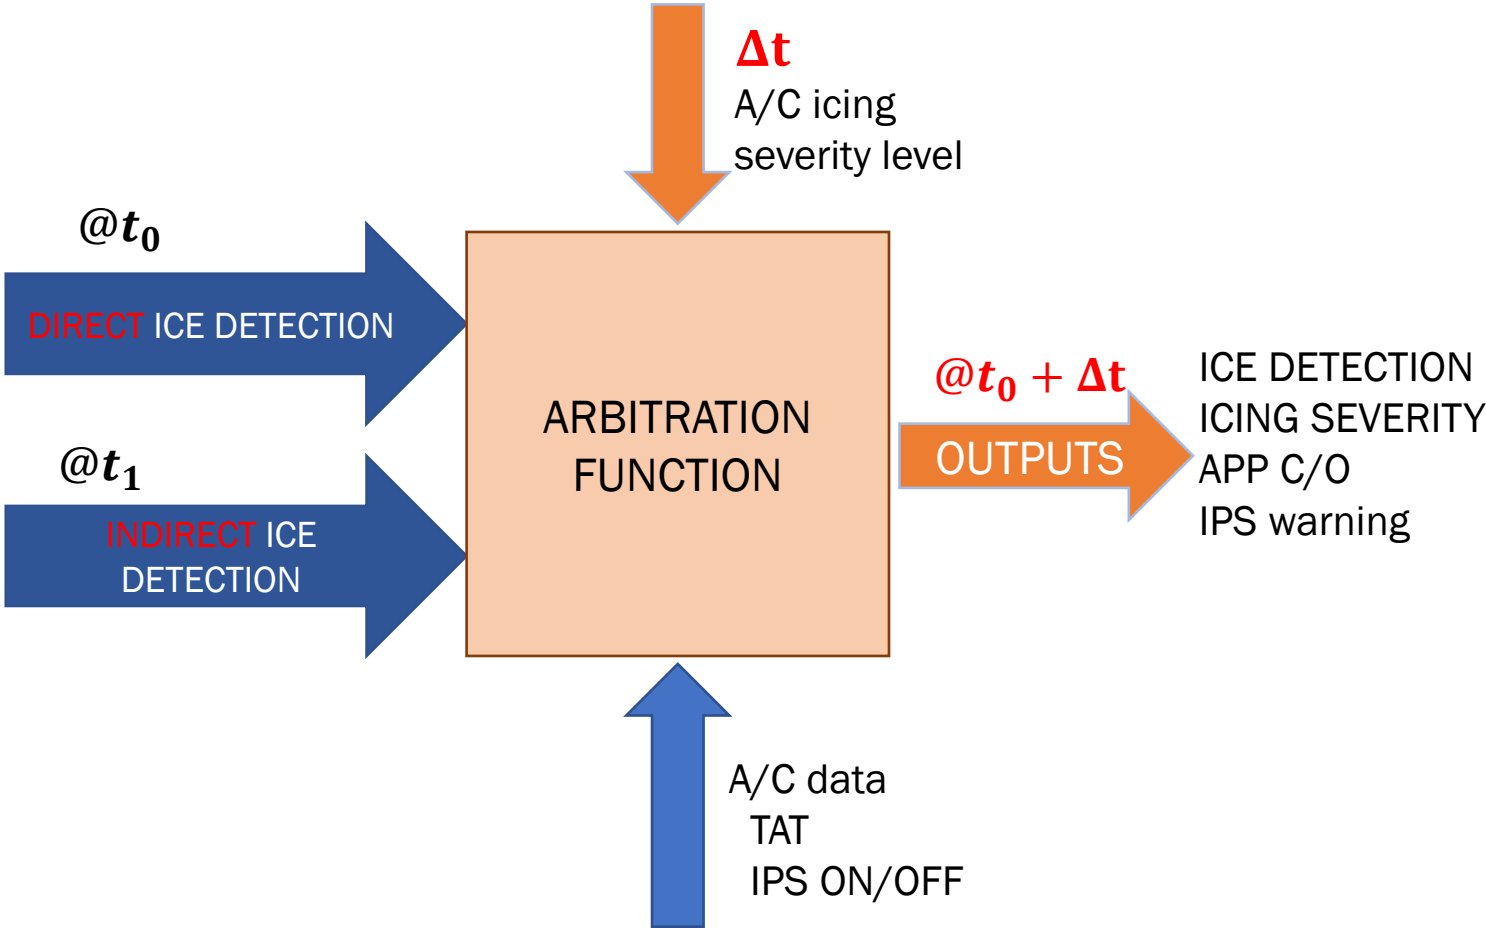 Δt
A/C icing
severity level
@t₀
DIRECT ICE DETECTION
@t₁
INDIRECT ICE
DETECTION
ARBITRATION
FUNCTION
@t₀ + Δt
OUTPUTS
ICE DETECTION
ICING SEVERITY
APP C/O
IPS warning
A/C data
TAT
IPS ON/OFF